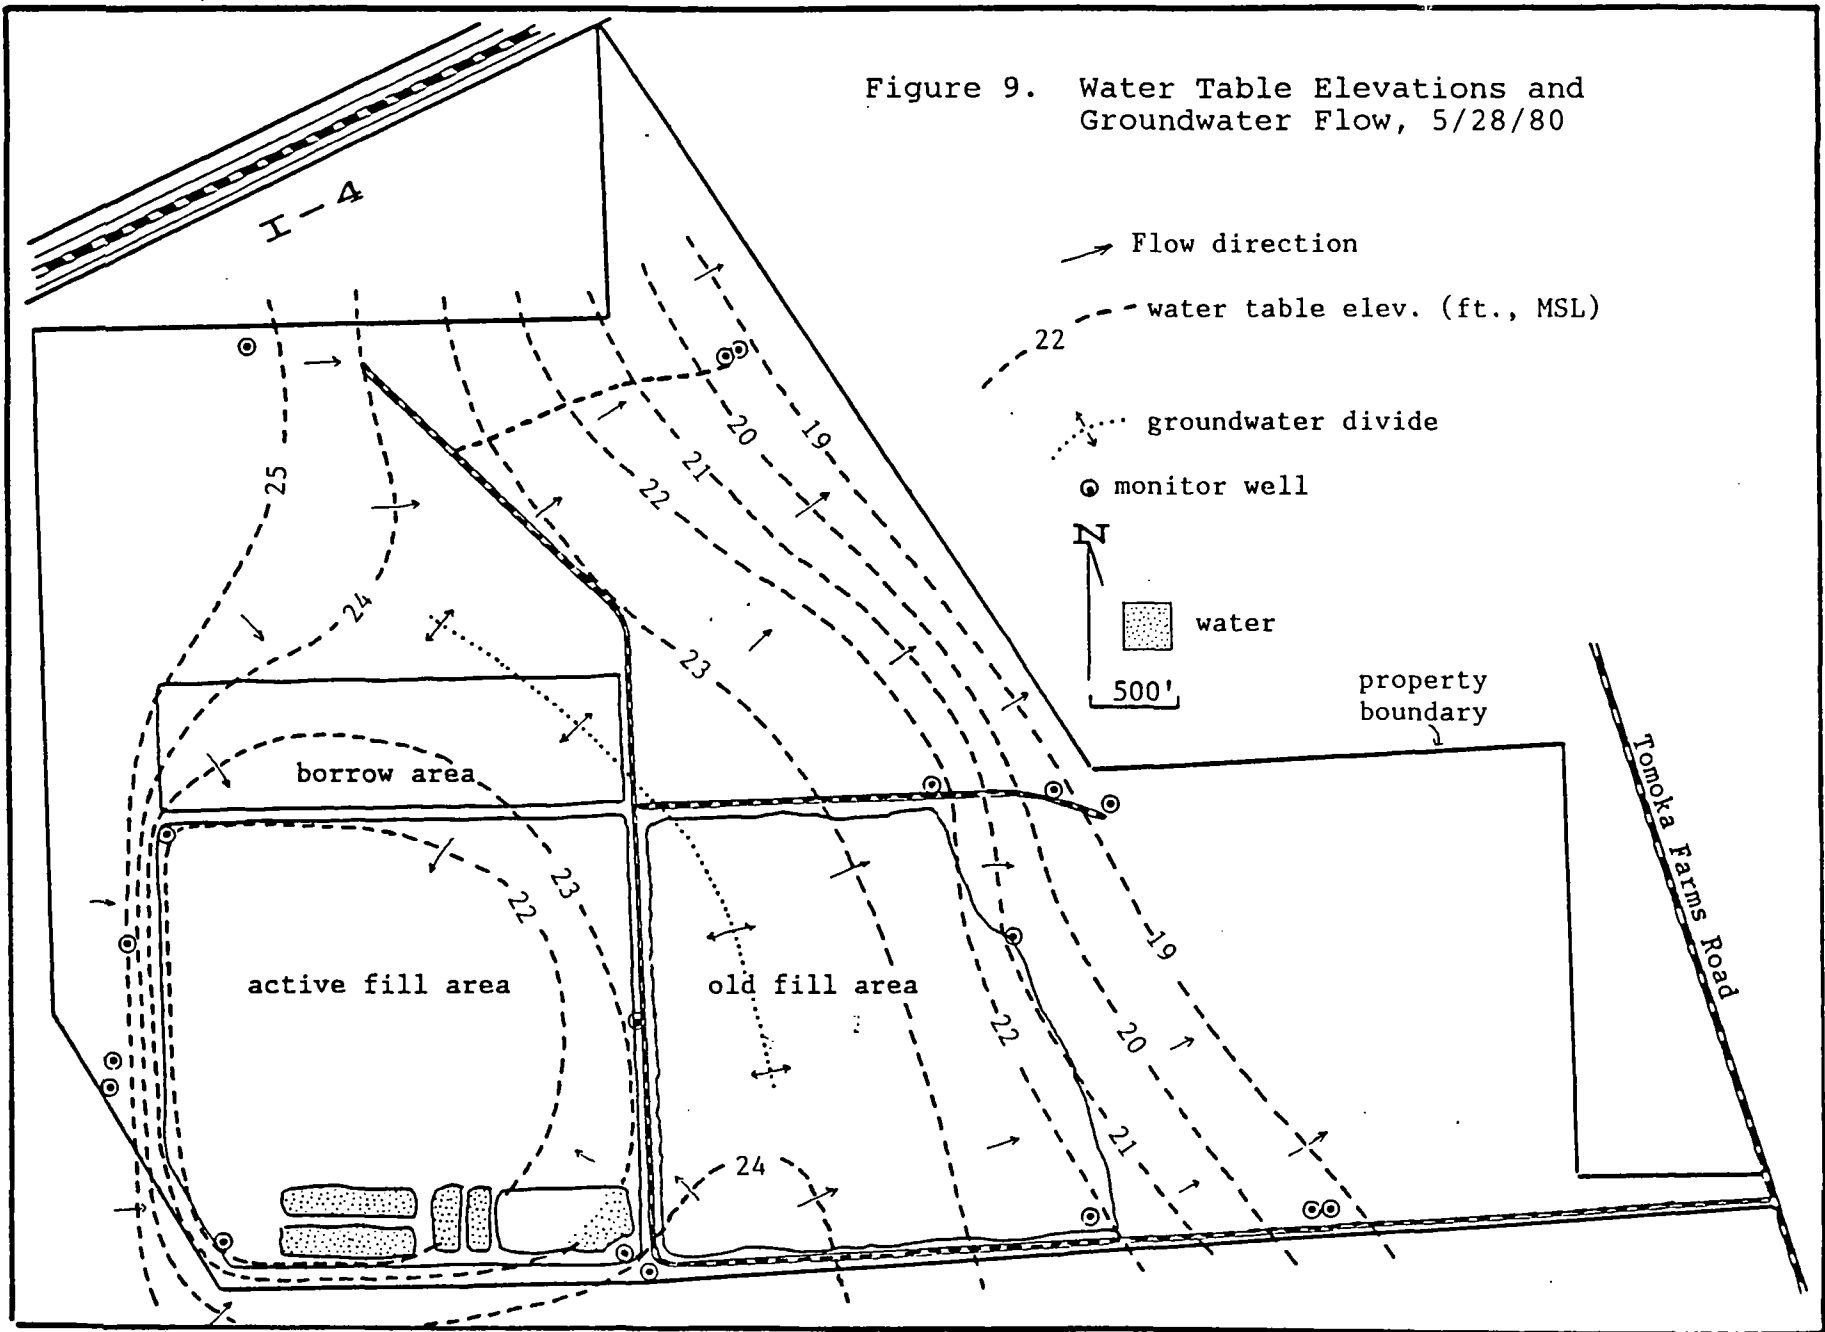 Figure 9. Water Table Elevations and
Groundwater Flow, 5/28/80
I-4
Flow direction
water table elev. (ft., MSL)
22
groundwater divide
monitor well
N
water
500'
property
boundary
Tomoka Farms Road
25
24
23
22
21
20
19
borrow area
23
22
active fill area
old fill area
19
22
20
21
24